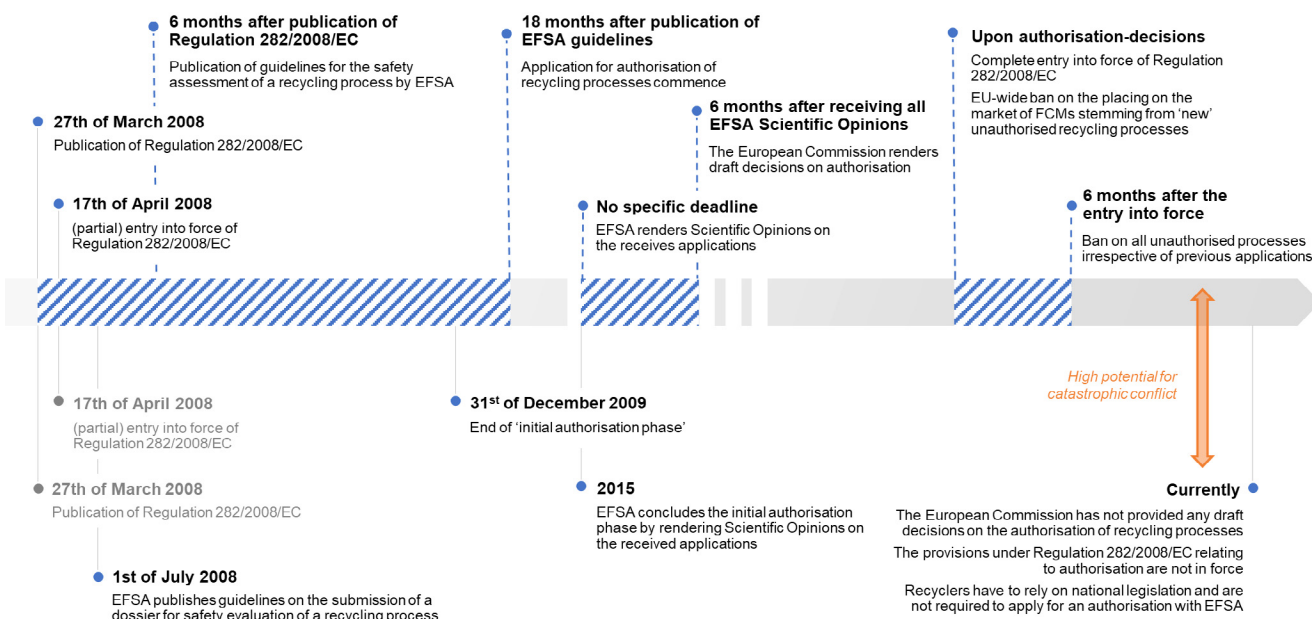 6 months after publication of
Regulation 282/2008/EC
Publication of guidelines for the safety
assessment of a recycling process by EFSA
18 months after publication of
EFSA guidelines
Application for authorisation of
recycling processes commence
Upon authorisation-decisions
Complete entry into force of Regulation
282/2008/EC
EU-wide ban on the placing on the
market of FCMs stemming from ‘new’
unauthorised recycling processes
27th of March 2008
Publication of Regulation 282/2008/EC
6 months after receiving all
EFSA Scientific Opinions
The European Commission renders
draft decisions on authorisation
17th of April 2008
(partial) entry into force of
Regulation 282/2008/EC
No specific deadline
EFSA renders Scientific Opinions on
the receives applications
6 months after the
entry into force
Ban on all unauthorised processes
irrespective of previous applications
High potential for
catastrophic conflict
17th of April 2008
(partial) entry into force of
Regulation 282/2008/EC
31st of December 2009
End of ‘initial authorisation phase’
27th of March 2008
Publication of Regulation 282/2008/EC
2015
EFSA concludes the initial authorisation
phase by rendering Scientific Opinions on
the received applications
Currently
The European Commission has not provided any draft
decisions on the authorisation of recycling processes
The provisions under Regulation 282/2008/EC relating
to authorisation are not in force
Recyclers have to rely on national legislation and are
not required to apply for an authorisation with EFSA
1st of July 2008
EFSA publishes guidelines on the submission of a
dossier for safety evaluation of a recycling process